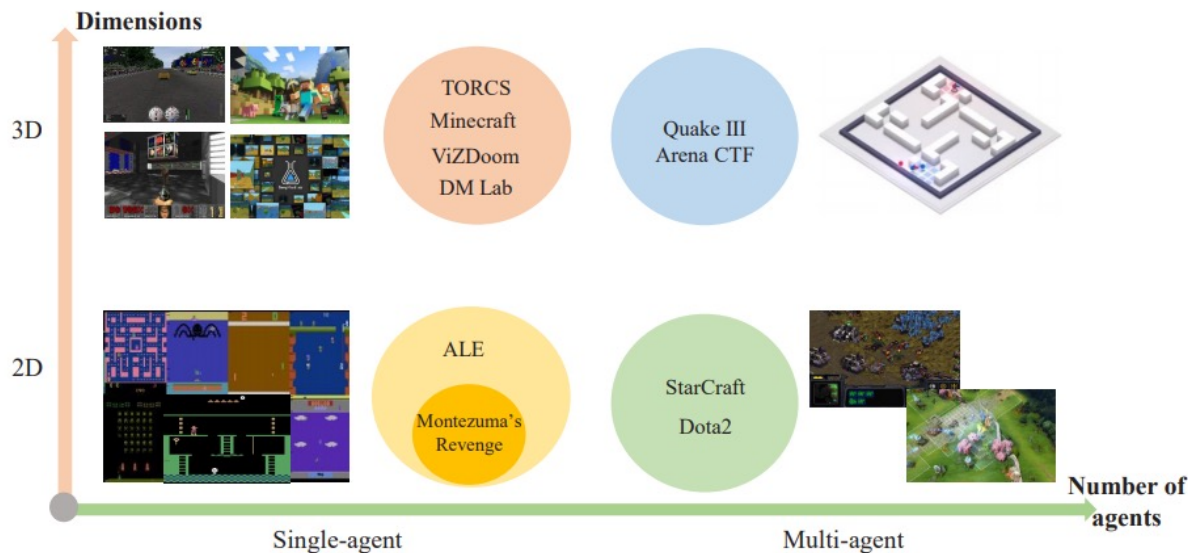 Dimensions
3D
TORCS
Minecraft
ViZDoom
DM Lab
Quake III
Arena CTF
2D
ALE
Montezuma's
Revenge
StarCraft
Dota2
Number of
agents
Single-agent
Multi-agent